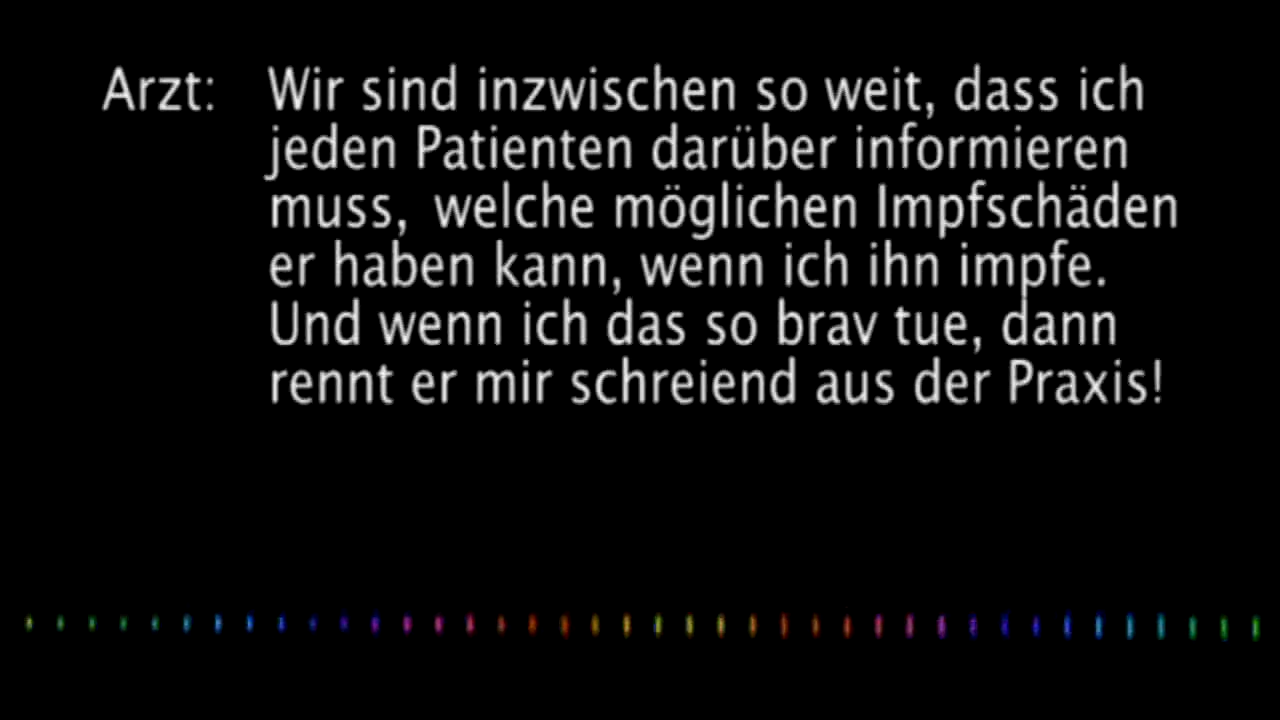 Arzt: Wir sind inzwischen so weit, dass ich
jeden Patienten darüber informieren
muss, welche möglichen Impfschäden
er haben kann, wenn ich ihn impfe.
Und wenn ich das so brav tue, dann
rennt er mir schreiend aus der Praxis!